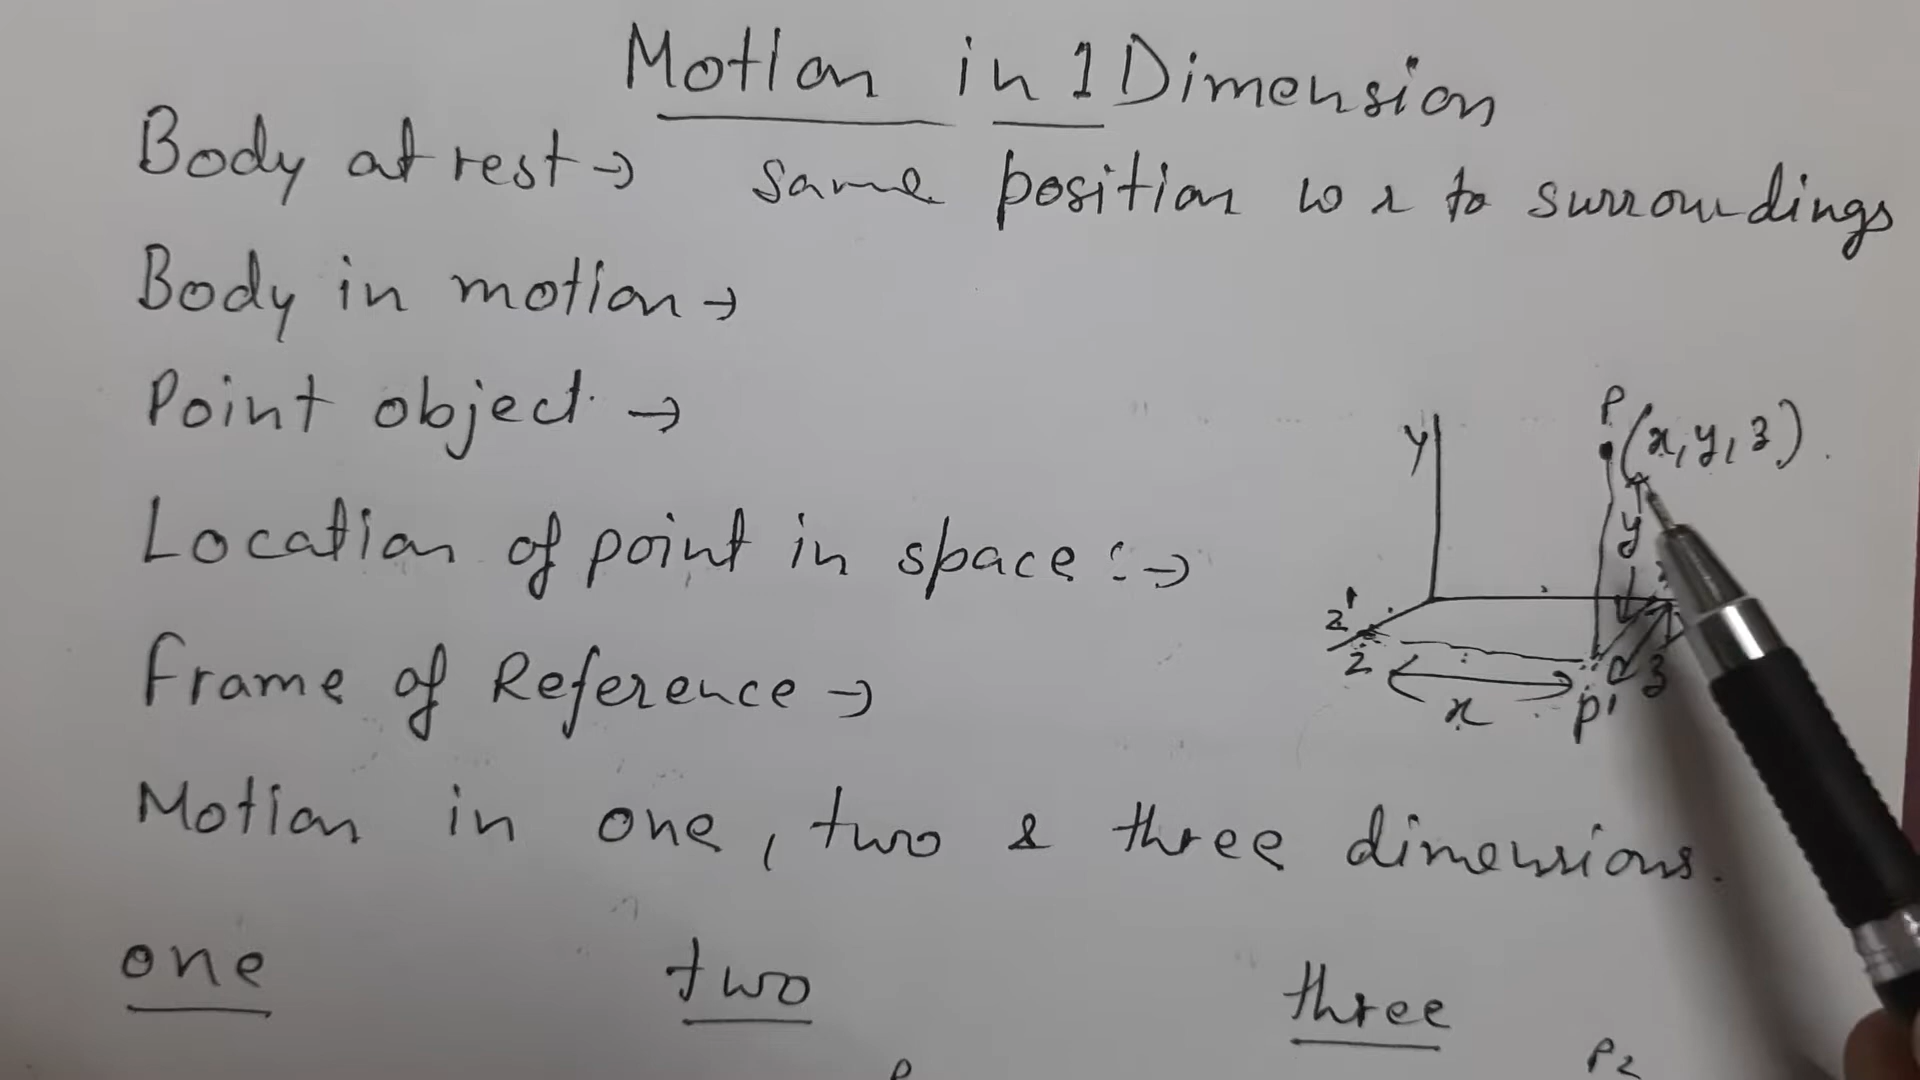 Motion in 1 Dimension
Body at rest → same position w r to surroundings
Body in motion →
Point object →
Location of point in space :→
Frame of Reference →
Motion in one, two & three dimensions.
P (x, y, z)
y
y
z'
z
x
P'
z
one two three
P P2